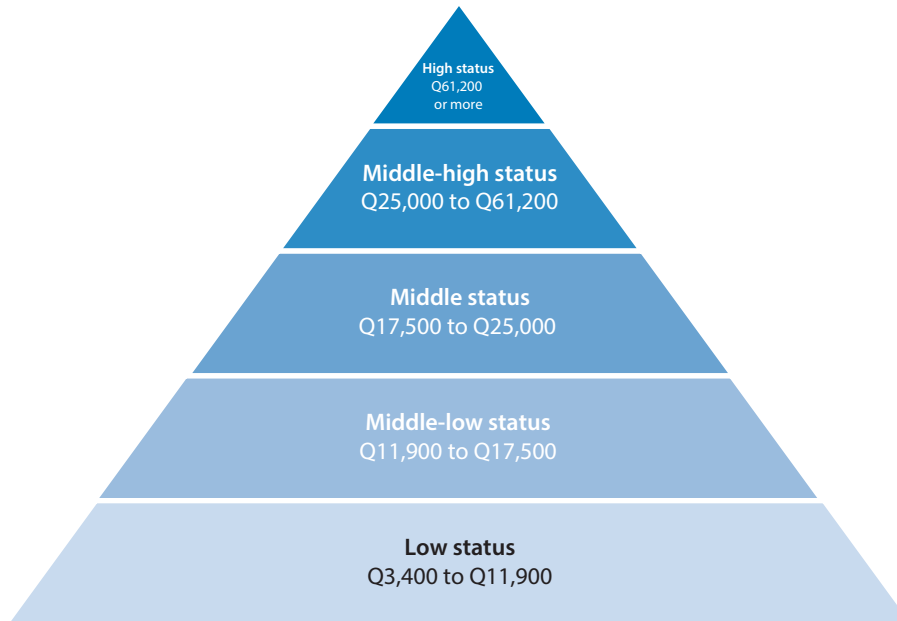 High status
Q61,200
or more
Middle-high status
Q25,000 to Q61,200
Middle status
Q17,500 to Q25,000
Middle-low status
Q11,900 to Q17,500
Low status
Q3,400 to Q11,900